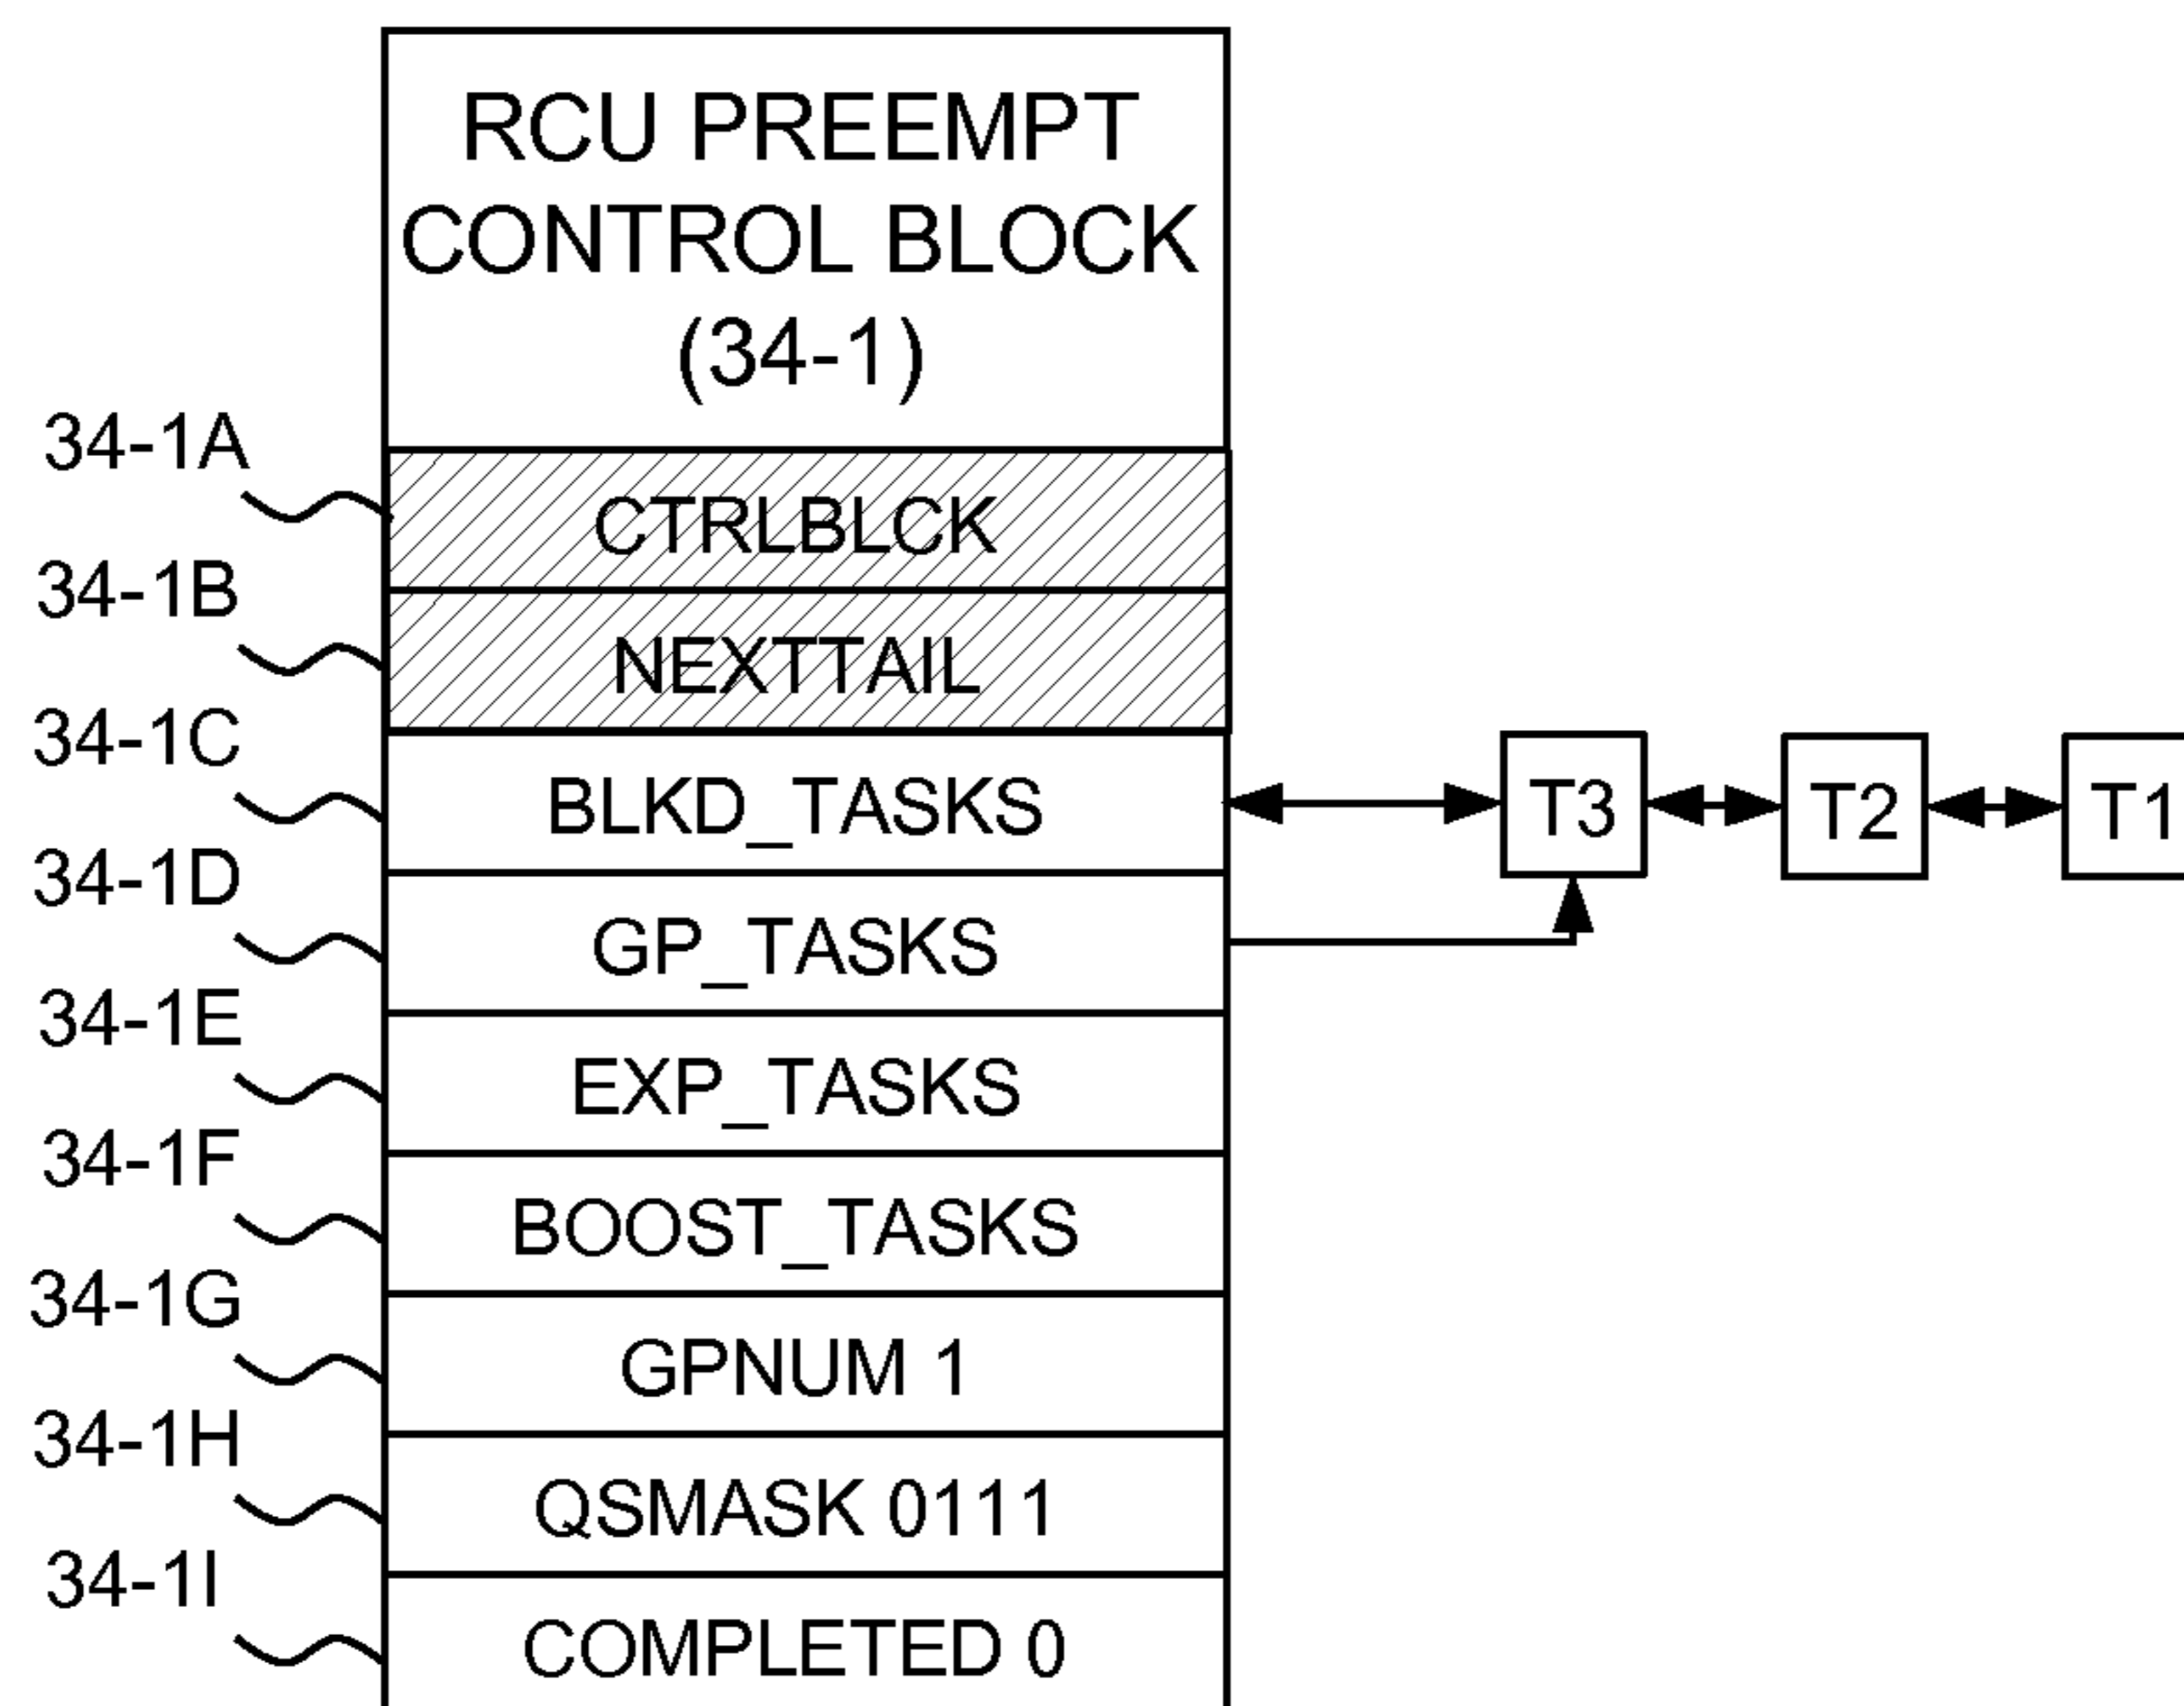 RCU PREEMPT
CONTROL BLOCK
(34-1)
34-1A
CTRLBLCK
34-1B
NEXTTAIL
34-1C
BLKD_TASKS
T3
T2
T1
34-1D
GP_TASKS
34-1E
EXP_TASKS
34-1F
BOOST_TASKS
34-1G
GPNUM 1
34-1H
QSMASK 0111
34-1I
COMPLETED 0